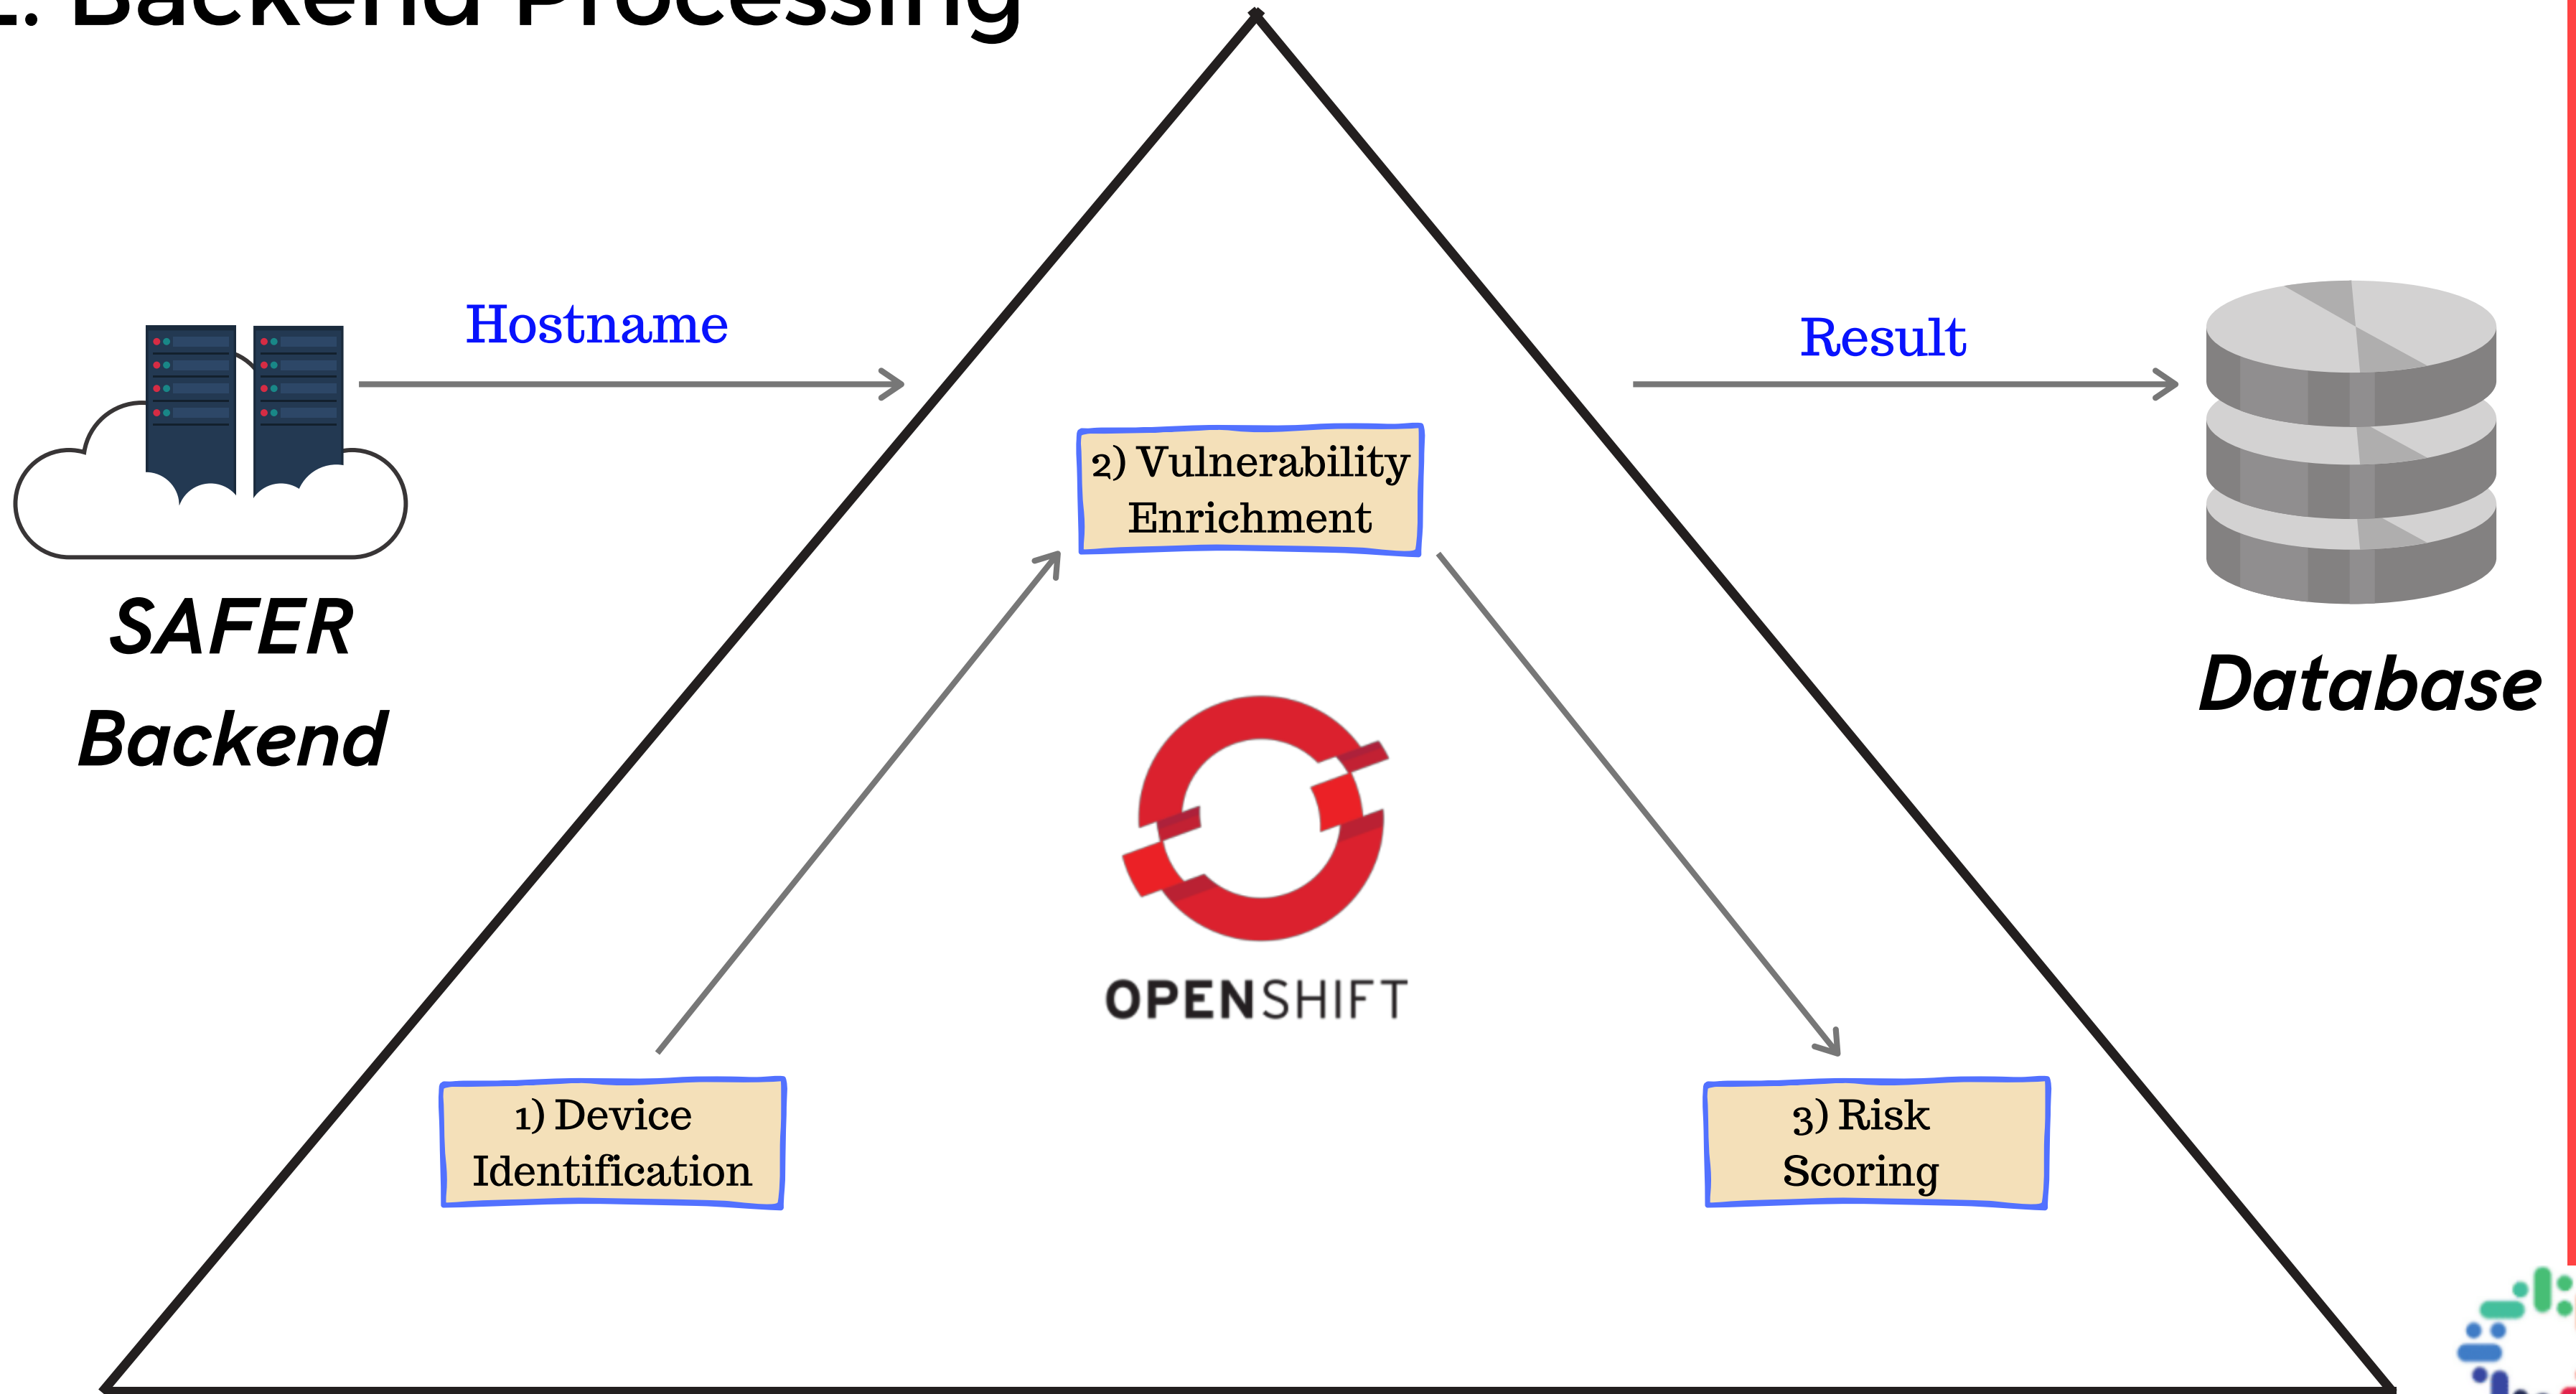 Backend Processing
Hostname
Result
2) Vulnerability
Enrichment
SAFER
Backend
Database
OPENSHIFT
1) Device
Identification
3) Risk
Scoring